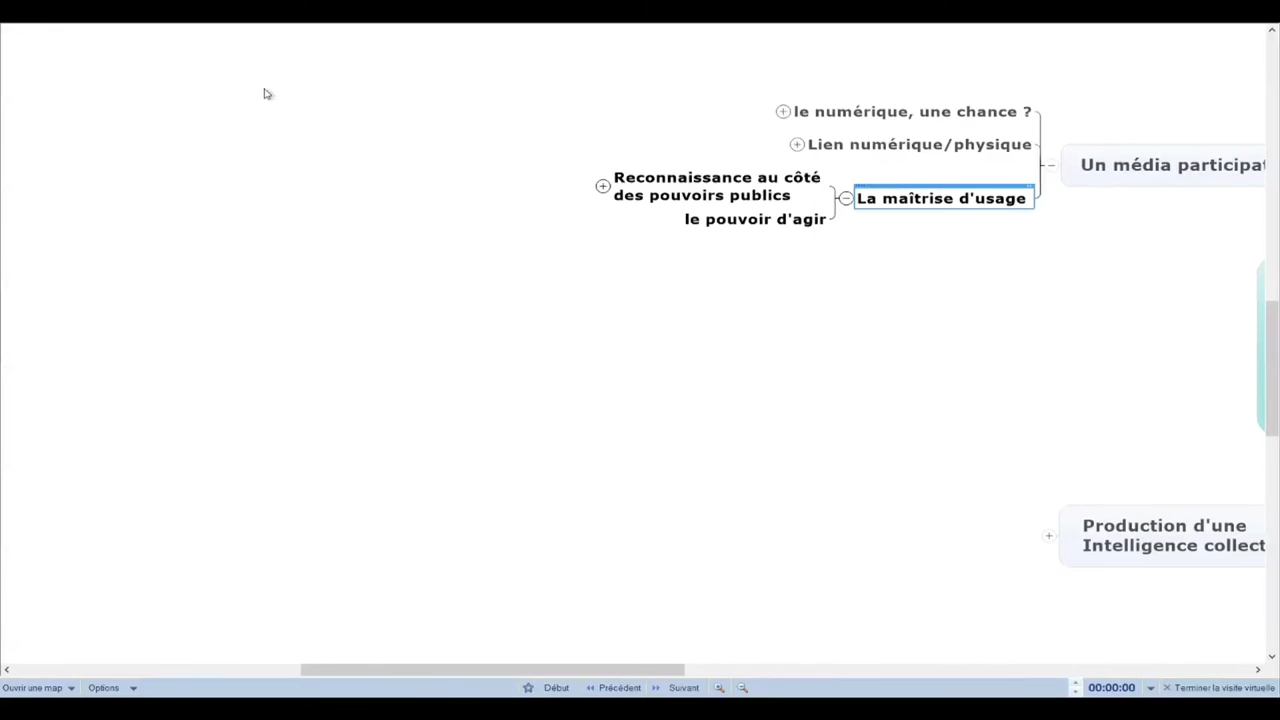 le numérique, une chance ?
Lien numérique/physique
Un média participat
Reconnaissance au côté
des pouvoirs publics
La maîtrise d'usage
le pouvoir d'agir
Production d'une
Intelligence collect
Ouvrir une map
Options
Début
Précédent
Suivant
00:00:00
Terminer la visite virtuelle